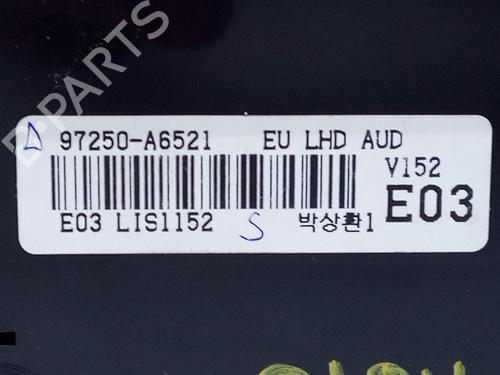 B-PARTS
D 97250-A6521 EU LHD AUD
V152
E03
E03 LIS1152 S 박상환1